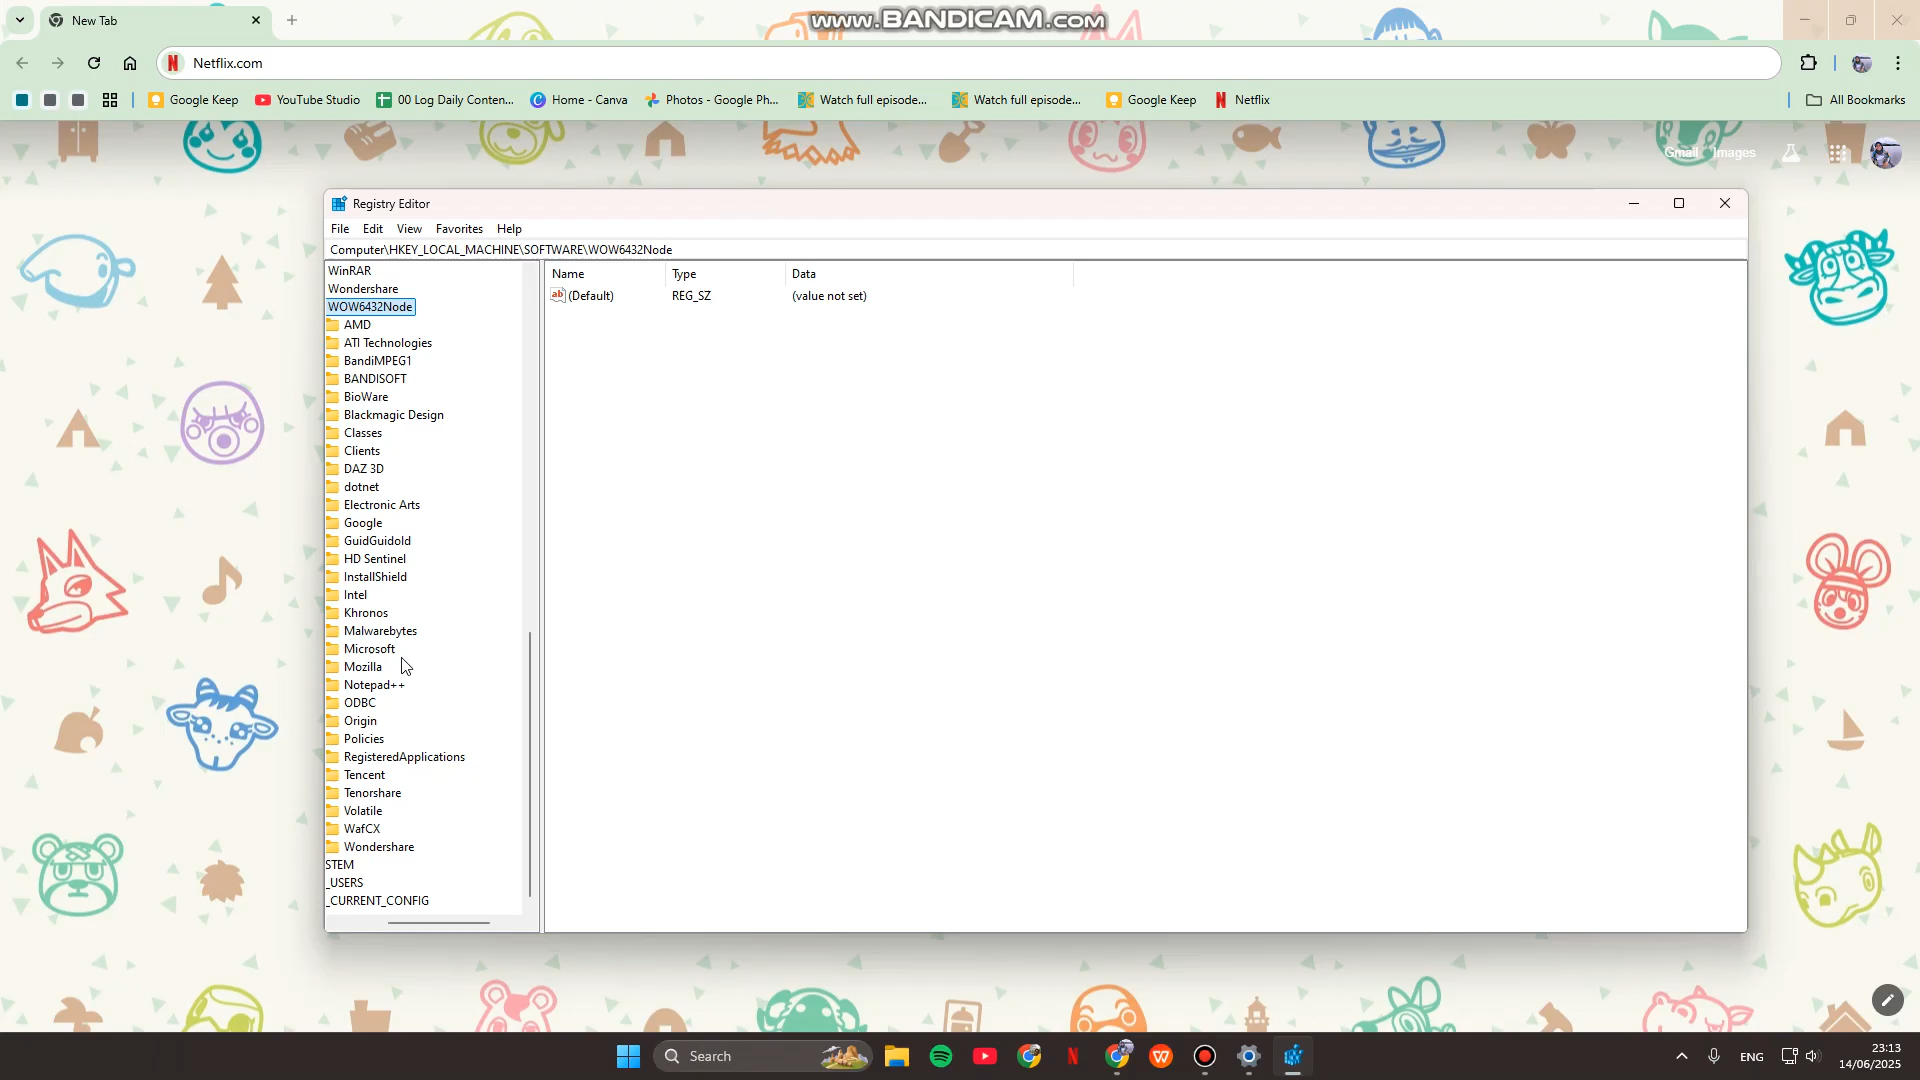 New Tab
www.BANDICAM.com
Netflix.com
Google Keep
YouTube Studio
00 Log Daily Conten...
Home - Canva
Photos - Google Ph...
Watch full episode...
Watch full episode...
Google Keep
Netflix
All Bookmarks
Gmail Images
Registry Editor
File Edit View Favorites Help
Computer\HKEY_LOCAL_MACHINE\SOFTWARE\WOW6432Node
Name Type Data
(Default) REG_SZ (value not set)
WinRAR
Wondershare
WOW6432Node
AMD
ATI Technologies
BandiMPEG1
BANDISOFT
BioWare
Blackmagic Design
Classes
Clients
DAZ 3D
dotnet
Electronic Arts
Google
GuidGuidold
HD Sentinel
InstallShield
Intel
Khronos
Malwarebytes
Microsoft
Mozilla
Notepad++
ODBC
Origin
Policies
RegisteredApplications
Tencent
Tenorshare
Volatile
WafCX
Wondershare
STEM
_USERS
_CURRENT_CONFIG
Search
ENG
23:13
14/06/2025